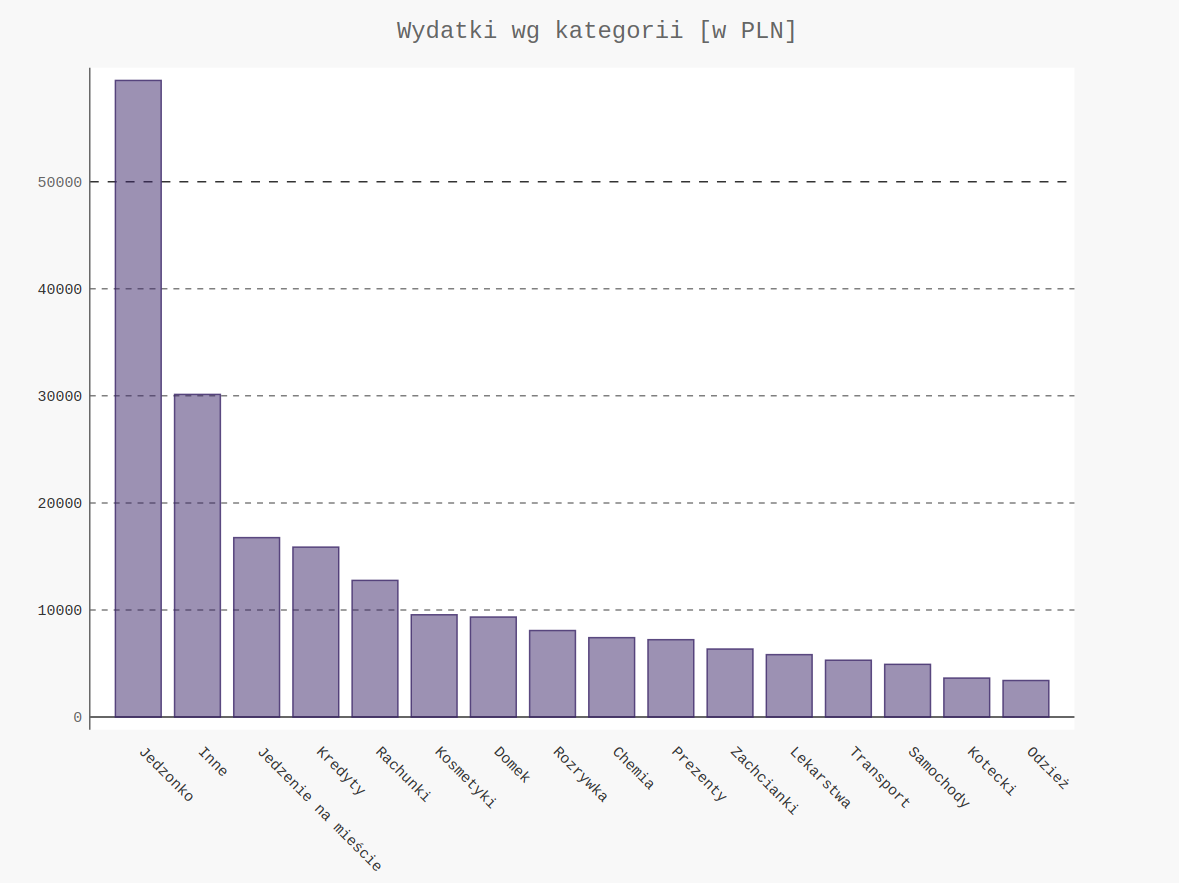 Wydatki wg kategorii [w PLN]
50000
40000
30000
20000
10000
0
Jedzonko
Inne
Jedzenie na mieście
Kredyty
Rachunki
Kosmetyki
Domek
Rozrywka
Chemia
Prezenty
Zachcianki
Lekarstwa
Transport
Samochody
Kotecki
Odzież